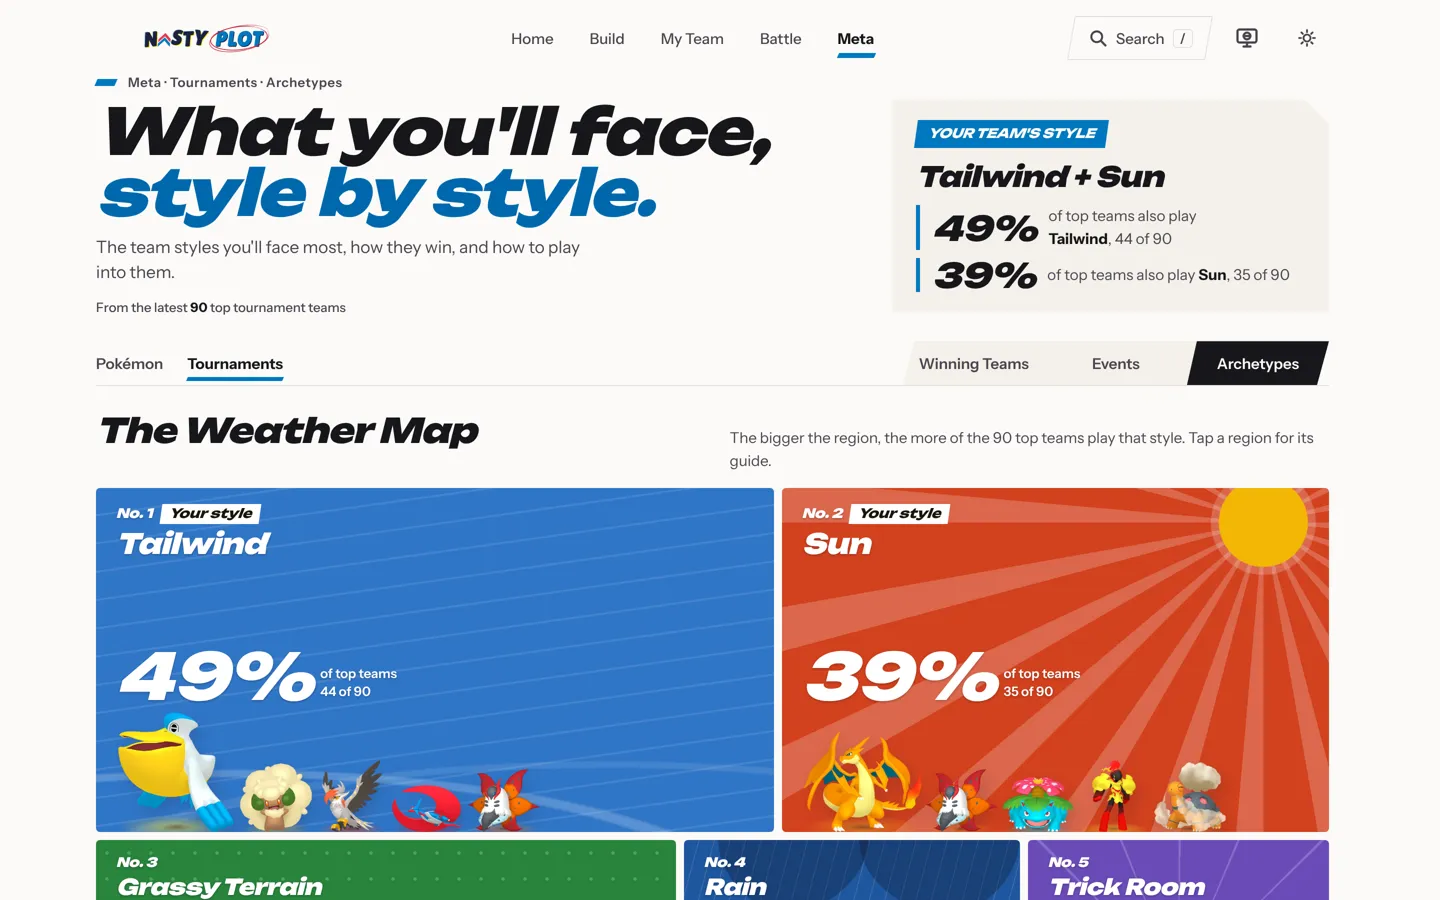 NASTY PLOT
Home
Build
My Team
Battle
Meta
Search /
Meta · Tournaments · Archetypes
What you'll face,
style by style.
The team styles you'll face most, how they win, and how to play
into them.
From the latest 90 top tournament teams
YOUR TEAM'S STYLE
Tailwind + Sun
49% of top teams also play
Tailwind, 44 of 90
39% of top teams also play Sun, 35 of 90
Pokémon
Tournaments
Winning Teams
Events
Archetypes
The Weather Map
The bigger the region, the more of the 90 top teams play that style. Tap a region for its
guide.
No. 1 Your style
Tailwind
49% of top teams
44 of 90
No. 2 Your style
Sun
39% of top teams
35 of 90
No. 3
Grassy Terrain
No. 4
Rain
No. 5
Trick Room